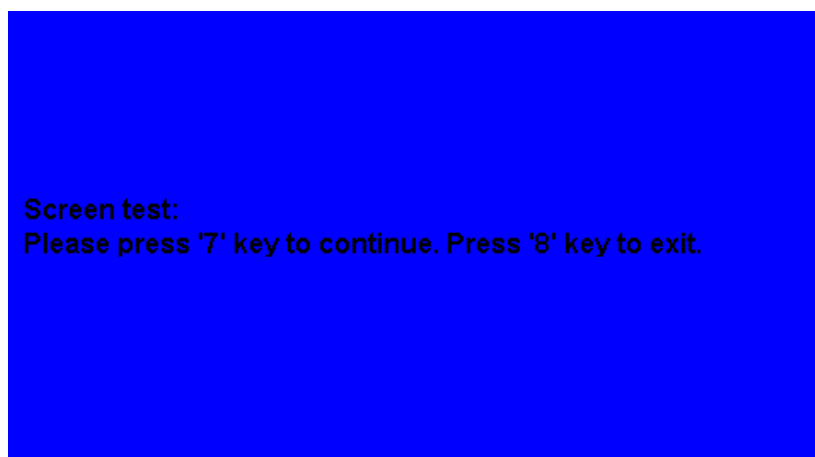 Screen test:
Please press '7' key to continue. Press '8' key to exit.